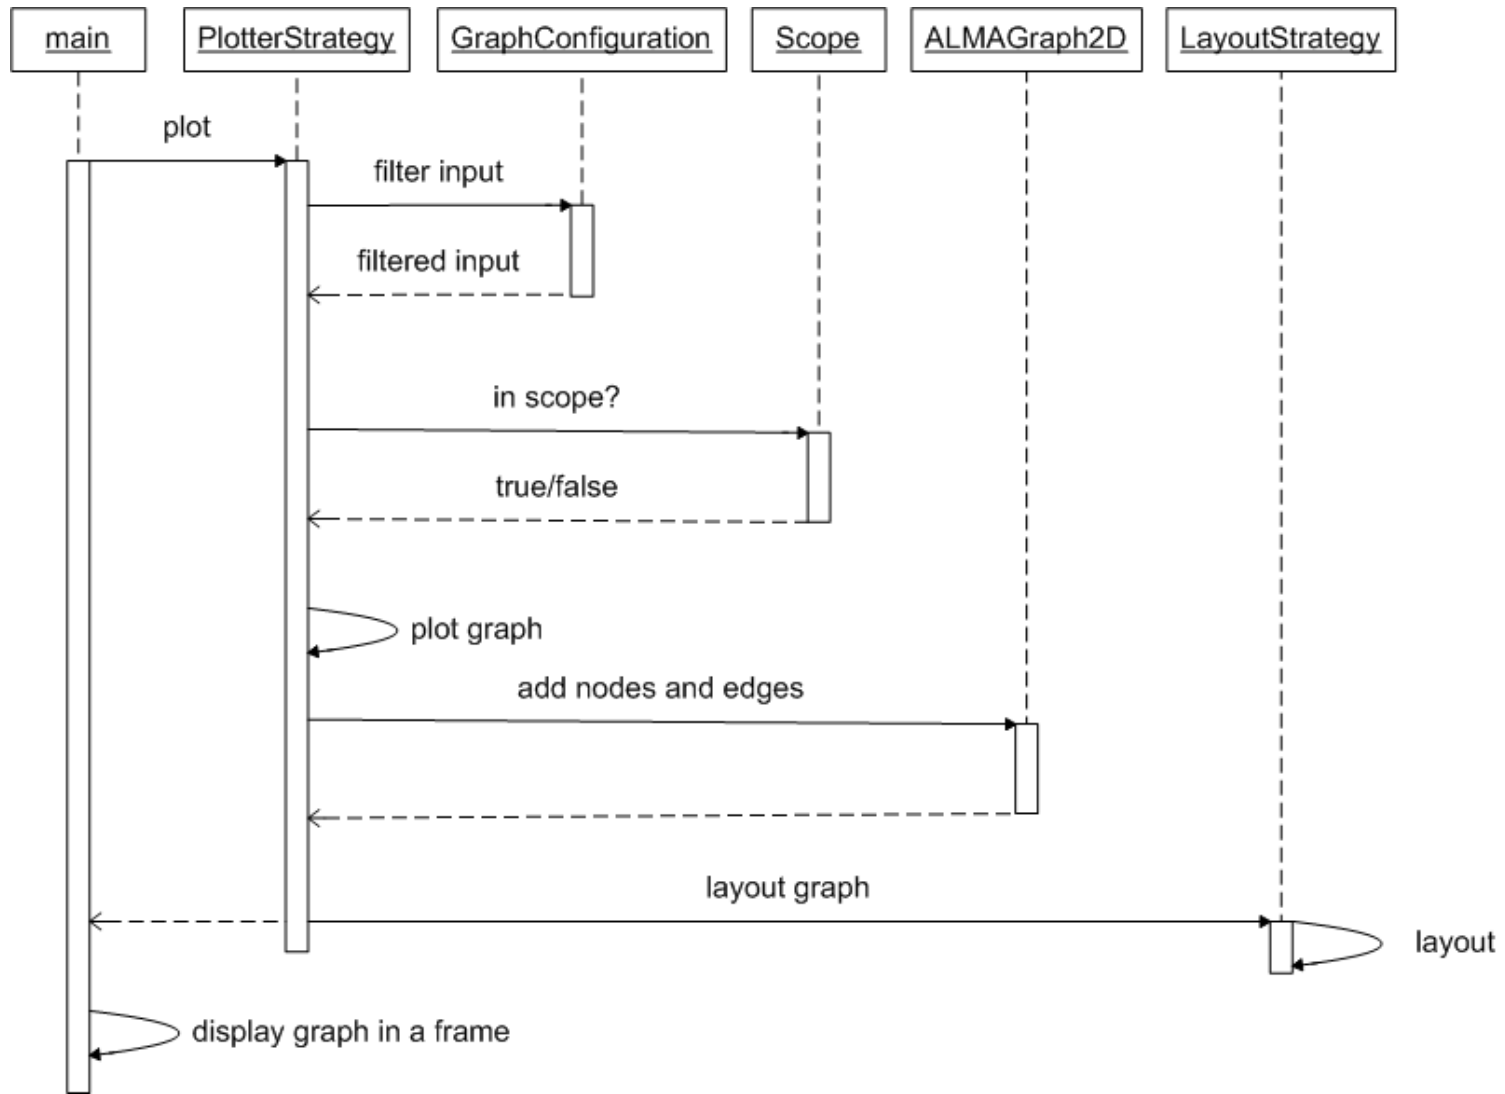 main
PlotterStrategy
GraphConfiguration
Scope
ALMAGraph2D
LayoutStrategy
plot
filter input
filtered input
in scope?
true/false
plot graph
add nodes and edges
layout graph
layout
display graph in a frame